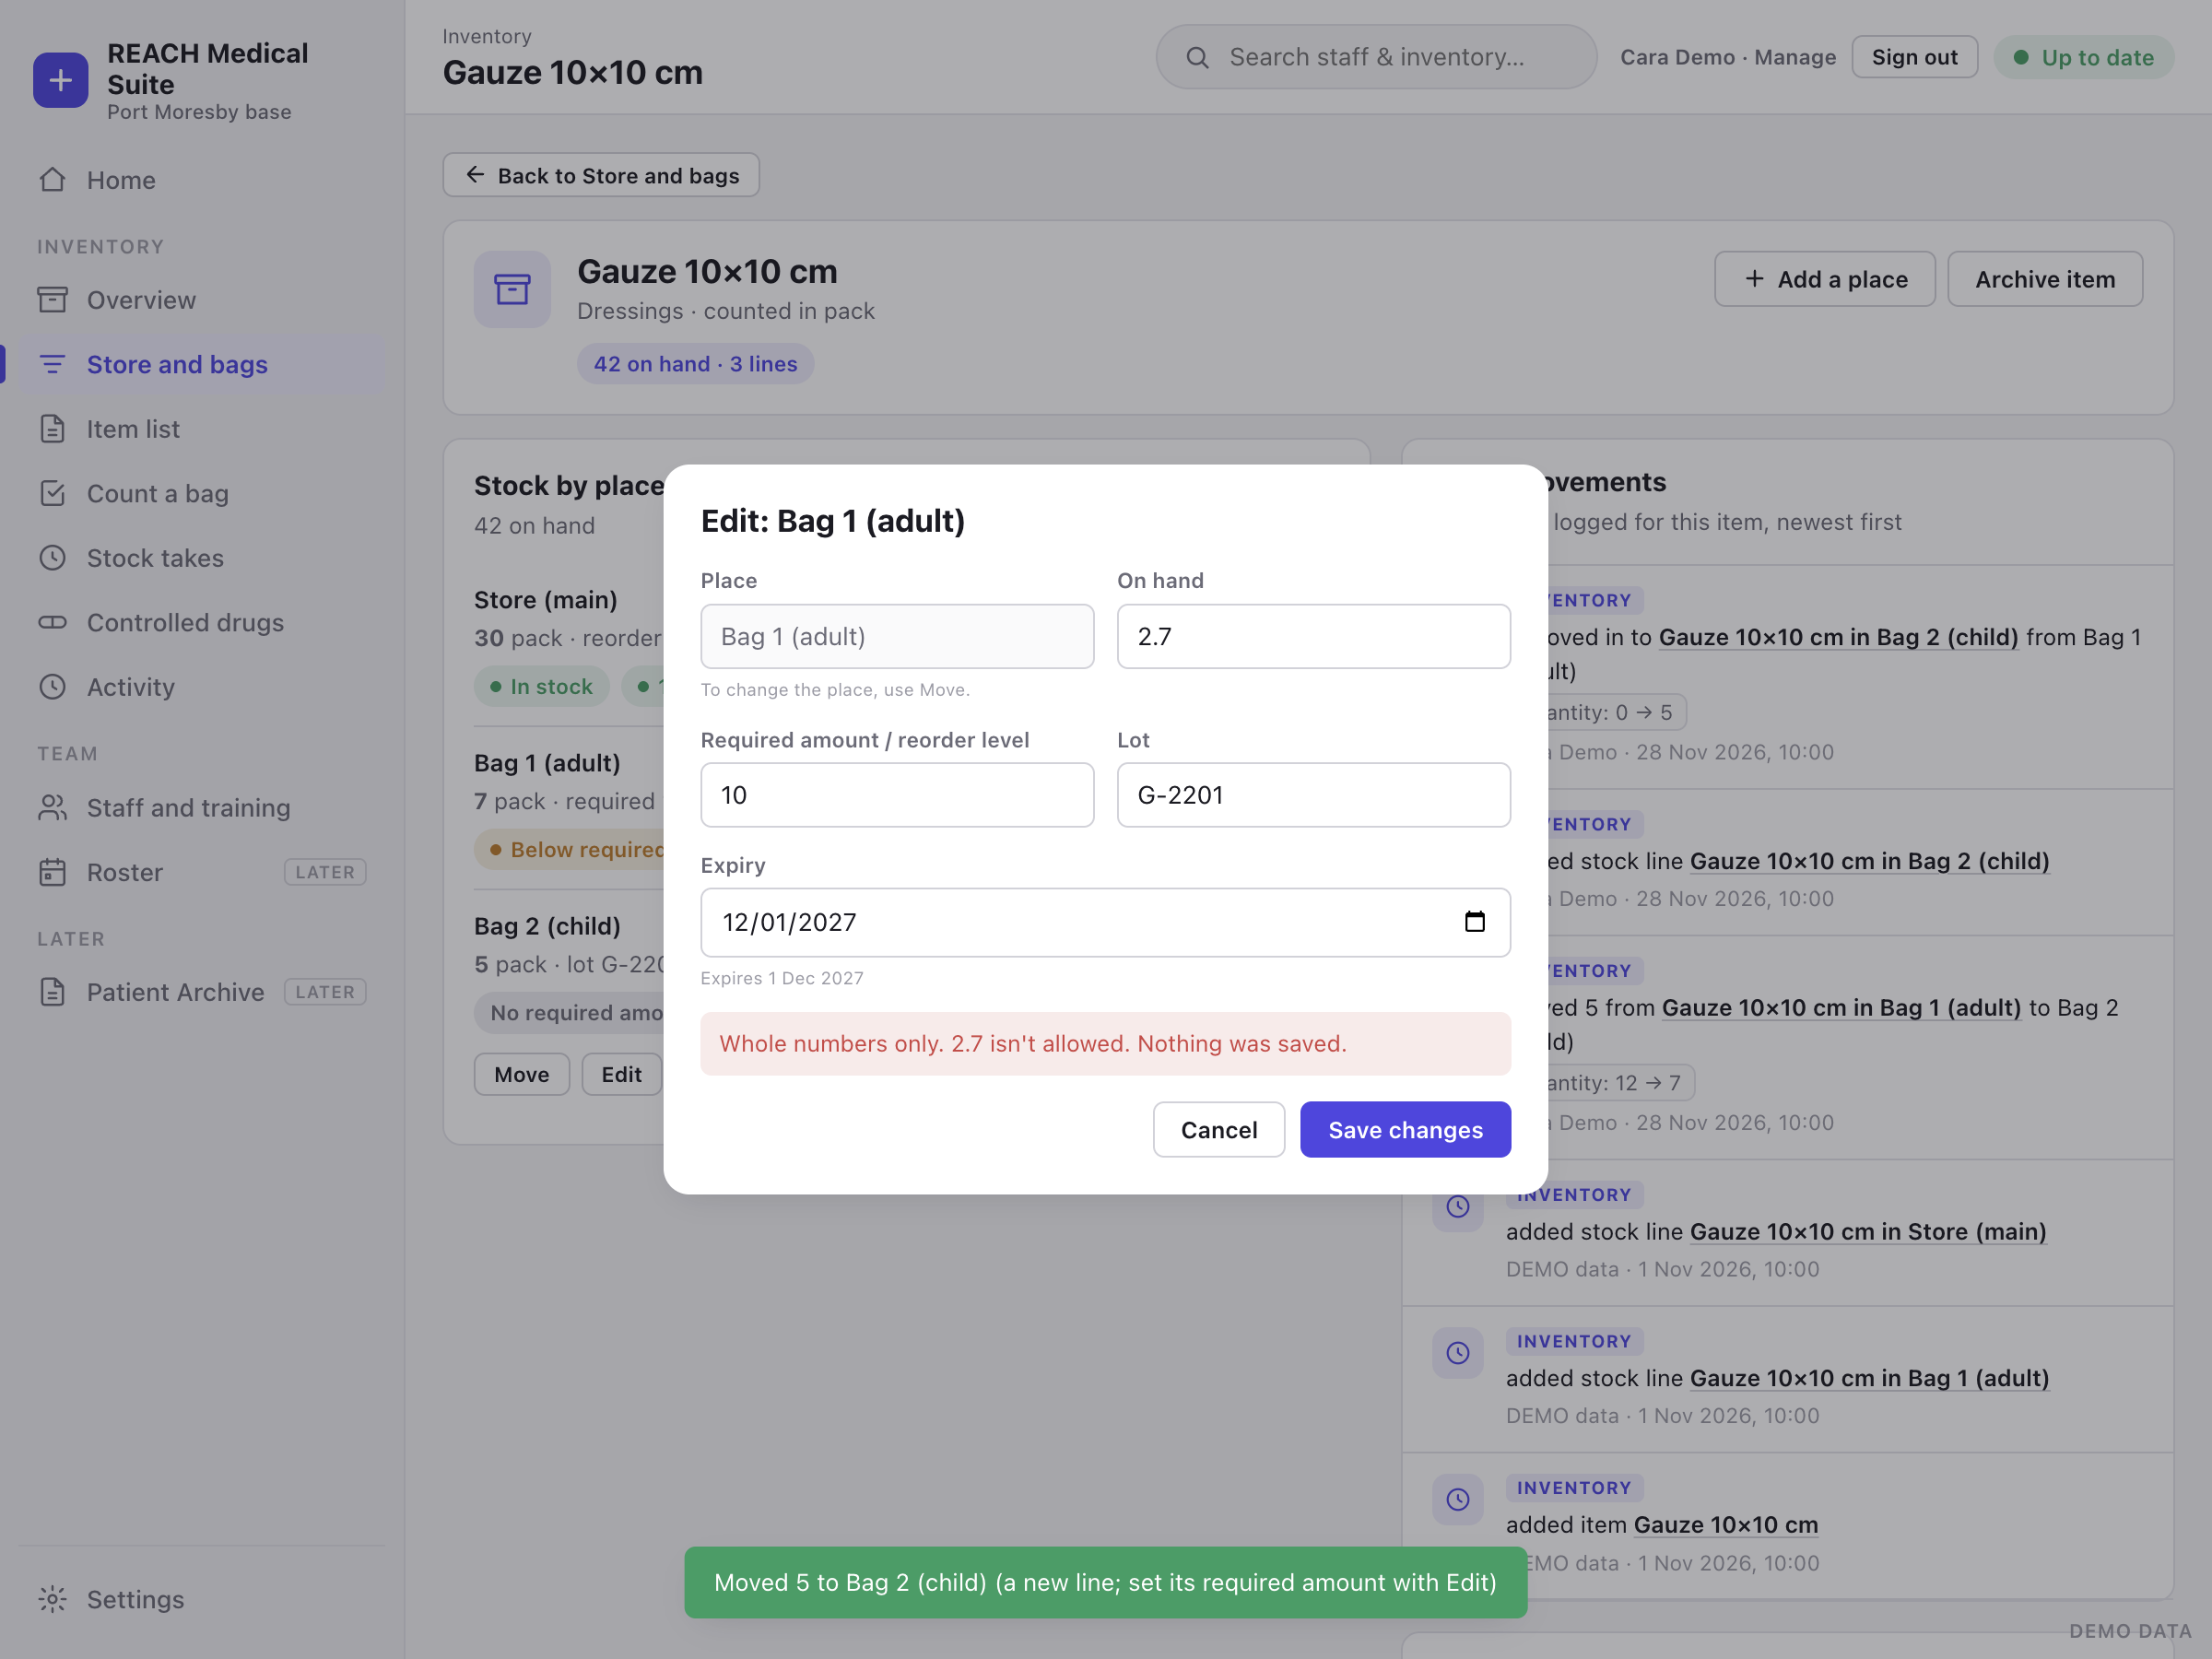 REACH Medical
Suite
Port Moresby base
Home
INVENTORY
Overview
Store and bags
Item list
Count a bag
Stock takes
Controlled drugs
Activity
TEAM
Staff and training
Roster LATER
LATER
Patient Archive LATER
Settings
Inventory
Gauze 10×10 cm
Search staff & inventory...
Cara Demo · Manage
Sign out
Up to date
Back to Store and bags
Gauze 10×10 cm
Dressings · counted in pack
42 on hand · 3 lines
Add a place
Archive item
Stock by place
42 on hand
Store (main)
30 pack · reorder
In stock
Bag 1 (adult)
7 pack · required
Below required
Bag 2 (child)
5 pack · lot G-220
No required amo
Move Edit
Edit: Bag 1 (adult)
Place
Bag 1 (adult)
To change the place, use Move.
On hand
2.7
Required amount / reorder level
10
Lot
G-2201
Expiry
12/01/2027
Expires 1 Dec 2027
Whole numbers only. 2.7 isn't allowed. Nothing was saved.
Cancel Save changes
ovements
logged for this item, newest first
VENTORY
oved in to Gauze 10×10 cm in Bag 2 (child) from Bag 1
ult)
antity: 0 → 5
Demo · 28 Nov 2026, 10:00
VENTORY
ed stock line Gauze 10×10 cm in Bag 2 (child)
Demo · 28 Nov 2026, 10:00
VENTORY
ved 5 from Gauze 10×10 cm in Bag 1 (adult) to Bag 2
ld)
antity: 12 → 7
Demo · 28 Nov 2026, 10:00
INVENTORY
added stock line Gauze 10×10 cm in Store (main)
DEMO data · 1 Nov 2026, 10:00
INVENTORY
added stock line Gauze 10×10 cm in Bag 1 (adult)
DEMO data · 1 Nov 2026, 10:00
INVENTORY
added item Gauze 10×10 cm
EMO data · 1 Nov 2026, 10:00
Moved 5 to Bag 2 (child) (a new line; set its required amount with Edit)
DEMO DATA